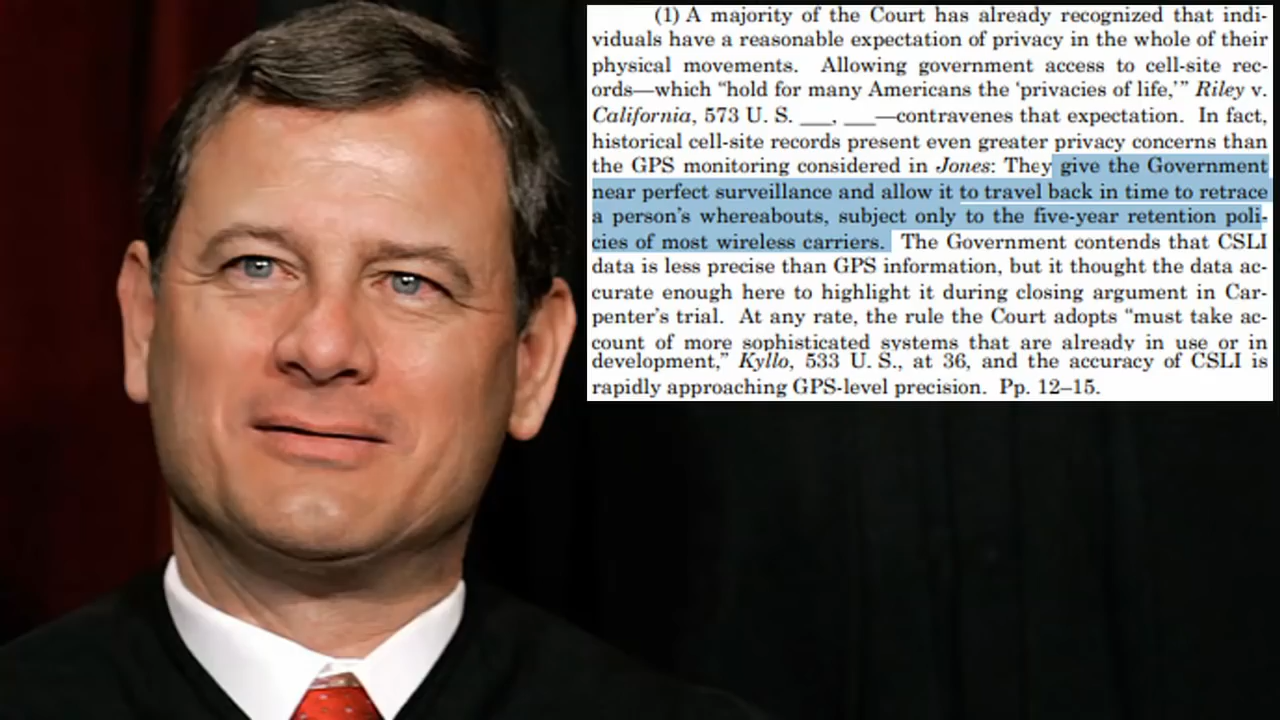 (1) A majority of the Court has already recognized that indi-
viduals have a reasonable expectation of privacy in the whole of their
physical movements. Allowing government access to cell-site rec-
ords—which “hold for many Americans the ‘privacies of life,’” Riley v.
California, 573 U. S. ___, ___—contravenes that expectation. In fact,
historical cell-site records present even greater privacy concerns than
the GPS monitoring considered in Jones: They give the Government
near perfect surveillance and allow it to travel back in time to retrace
a person’s whereabouts, subject only to the five-year retention poli-
cies of most wireless carriers. The Government contends that CSLI
data is less precise than GPS information, but it thought the data ac-
curate enough here to highlight it during closing argument in Car-
penter’s trial. At any rate, the rule the Court adopts “must take ac-
count of more sophisticated systems that are already in use or in
development,” Kyllo, 533 U. S., at 36, and the accuracy of CSLI is
rapidly approaching GPS-level precision. Pp. 12–15.